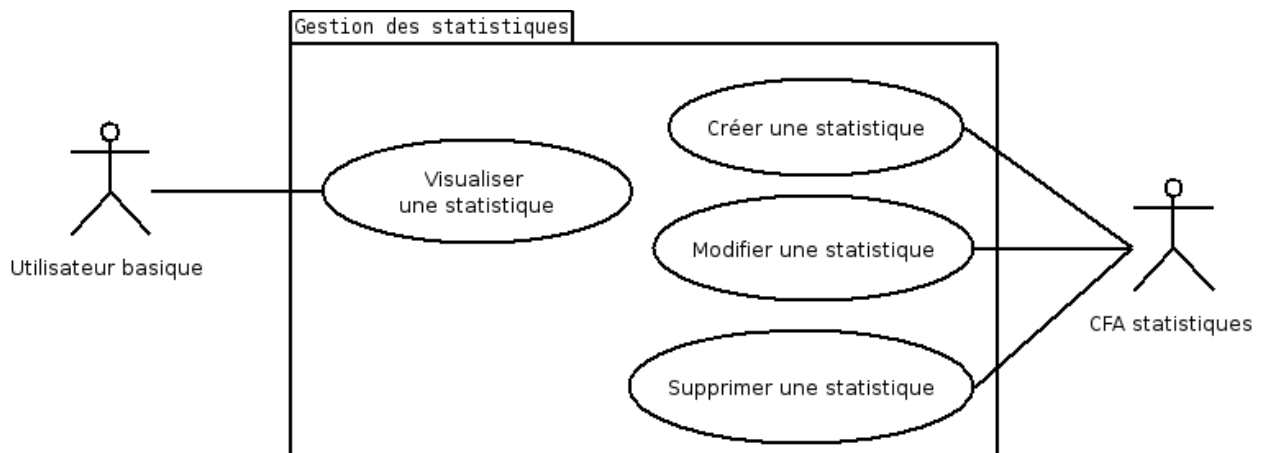 Gestion des statistiques
Créer une statistique
Visualiser
une statistique
Modifier une statistique
Utilisateur basique
CFA statistiques
Supprimer une statistique